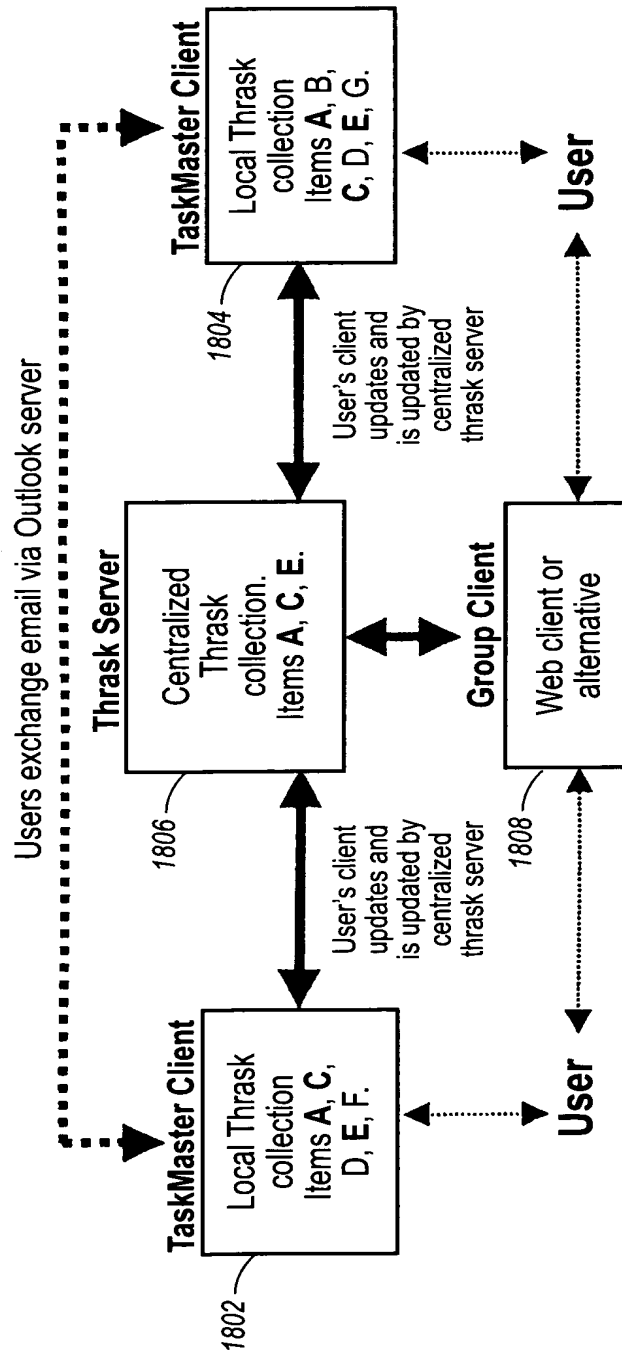 Users exchange email via Outlook server
TaskMaster Client
Local Thrask
collection
Items A, C,
D, E, F.
1802
User's client
updates and
is updated by
centralized
thrask server
Thrask Server
Centralized
Thrask
collection.
Items A, C, E.
1806
User's client
updates and
is updated by
centralized
thrask server
TaskMaster Client
Local Thrask
collection
Items A, B,
C, D, E, G.
1804
User
Group Client
Web client or
alternative
1808
User